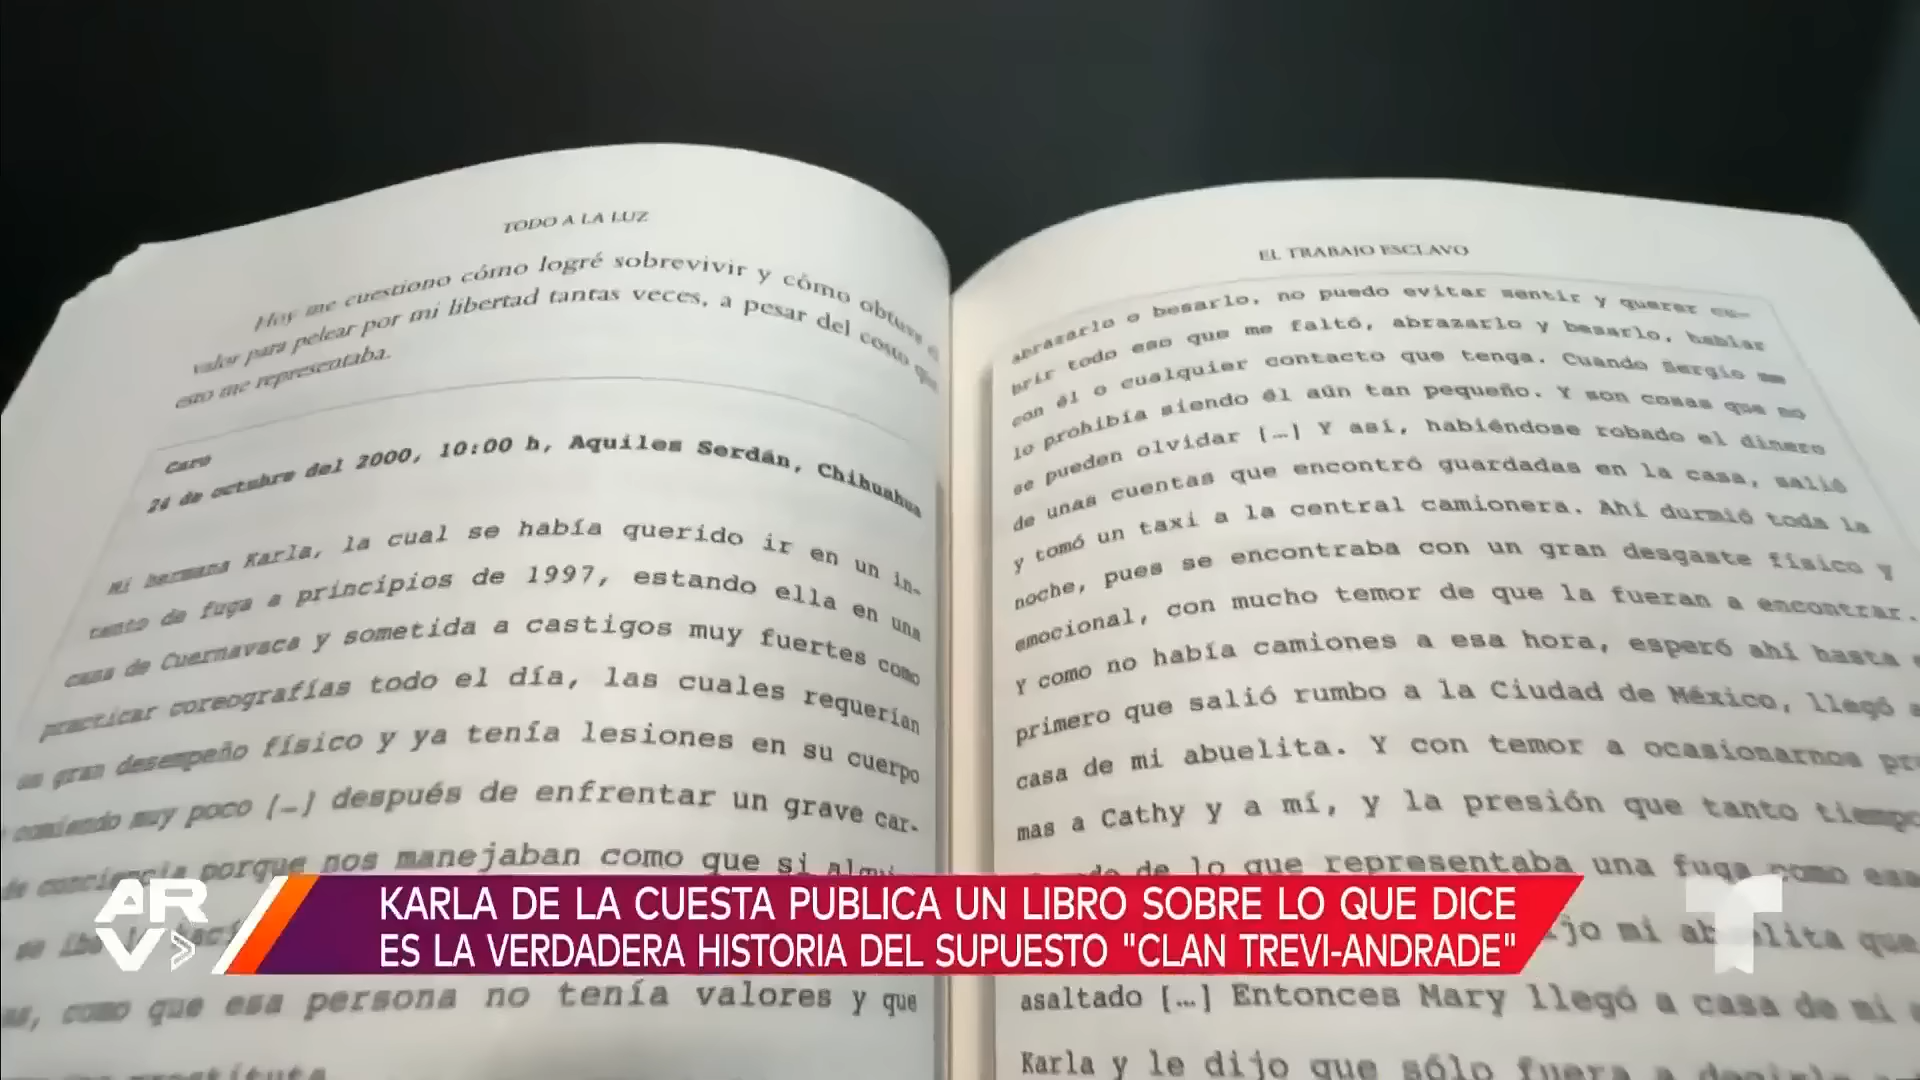 TODO A LA LUZ
Hoy me cuestiono cómo logré sobrevivir y cómo obtuve
valor para pelear por mi libertad tantas veces, a pesar del costo que
esto me representaba.
Caro
24 de octubre del 2000, 10:00 h, Aquiles Serdán, Chihuahua
Mi hermana Karla, la cual se había querido ir en un in-
tento de fuga a principios de 1997, estando ella en una
casa de Cuernavaca y sometida a castigos muy fuertes como
practicar coreografías todo el día, las cuales requerían
un gran desempeño físico y ya tenía lesiones en su cuerpo
comiendo muy poco […] después de enfrentar un grave car-
de conciencia porque nos manejaban como que si
se iba
como que esa persona no tenía valores y que
prostituta
EL TRABAJO ESCLAVO
abrazarlo o besarlo, no puedo evitar sentir y querer cu-
brir todo eso que me faltó, abrazarlo y besarlo, hablar
con él o cualquier contacto que tenga. Cuando Sergio me
lo prohibía siendo él aún tan pequeño. Y son cosas que no
se pueden olvidar […] Y así, habiéndose robado el dinero
de unas cuentas que encontró guardadas en la casa, salió
y tomó un taxi a la central camionera. Ahí durmió toda la
noche, pues se encontraba con un gran desgaste físico y
emocional, con mucho temor de que la fueran a encontrar.
Y como no había camiones a esa hora, esperó ahí hasta
primero que salió rumbo a la Ciudad de México, llegó a
casa de mi abuelita. Y con temor a ocasionarnos
mas a Cathy y a mí, y la presión que tanto
de lo que representaba una fuga como esa
mi abuelita que
asaltado […] Entonces Mary llegó a casa de mi
Karla y le dijo que sólo fuera a
ARV
KARLA DE LA CUESTA PUBLICA UN LIBRO SOBRE LO QUE DICE
ES LA VERDADERA HISTORIA DEL SUPUESTO "CLAN TREVI-ANDRADE"